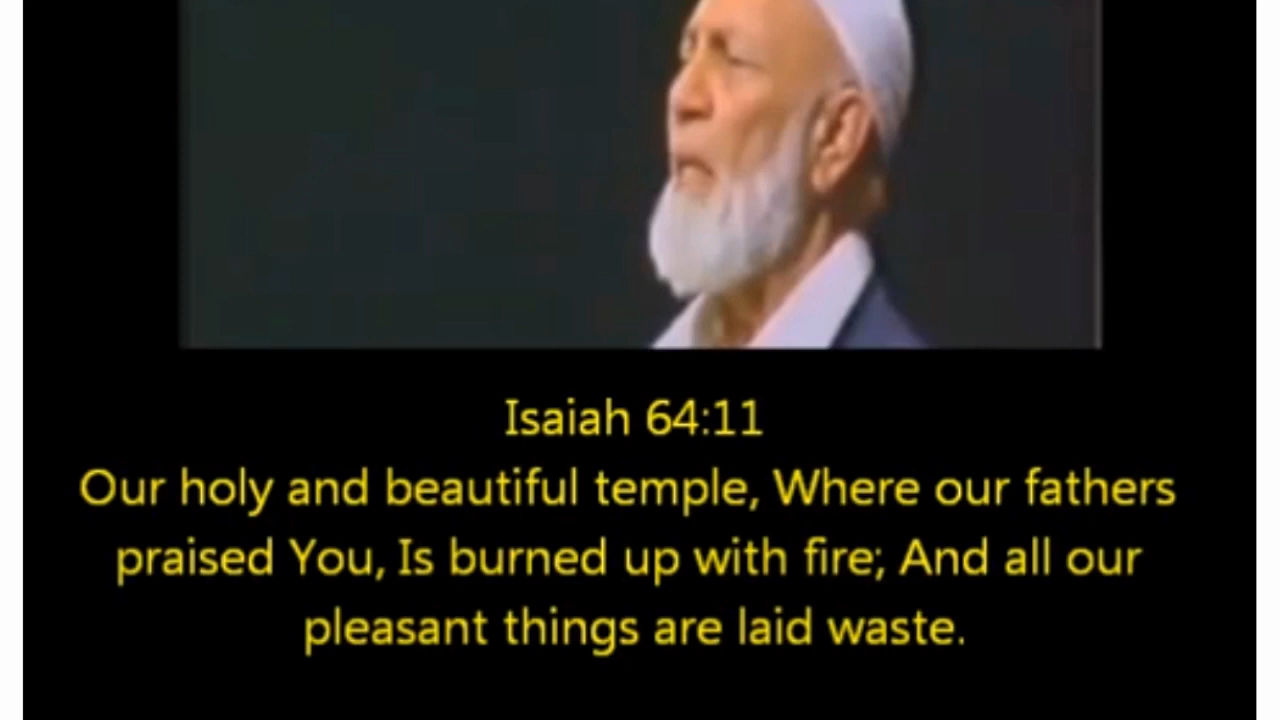 Isaiah 64:11
Our holy and beautiful temple, Where our fathers
praised You, Is burned up with fire; And all our
pleasant things are laid waste.